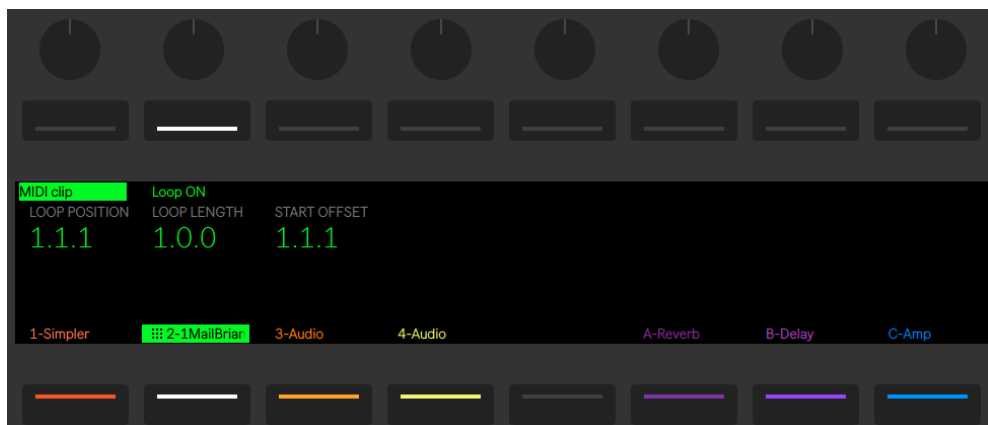 MIDI clip Loop ON
LOOP POSITION LOOP LENGTH START OFFSET
1.1.1 1.0.0 1.1.1
1-Simpler 2-1MailBrian 3-Audio 4-Audio A-Reverb B-Delay C-Amp